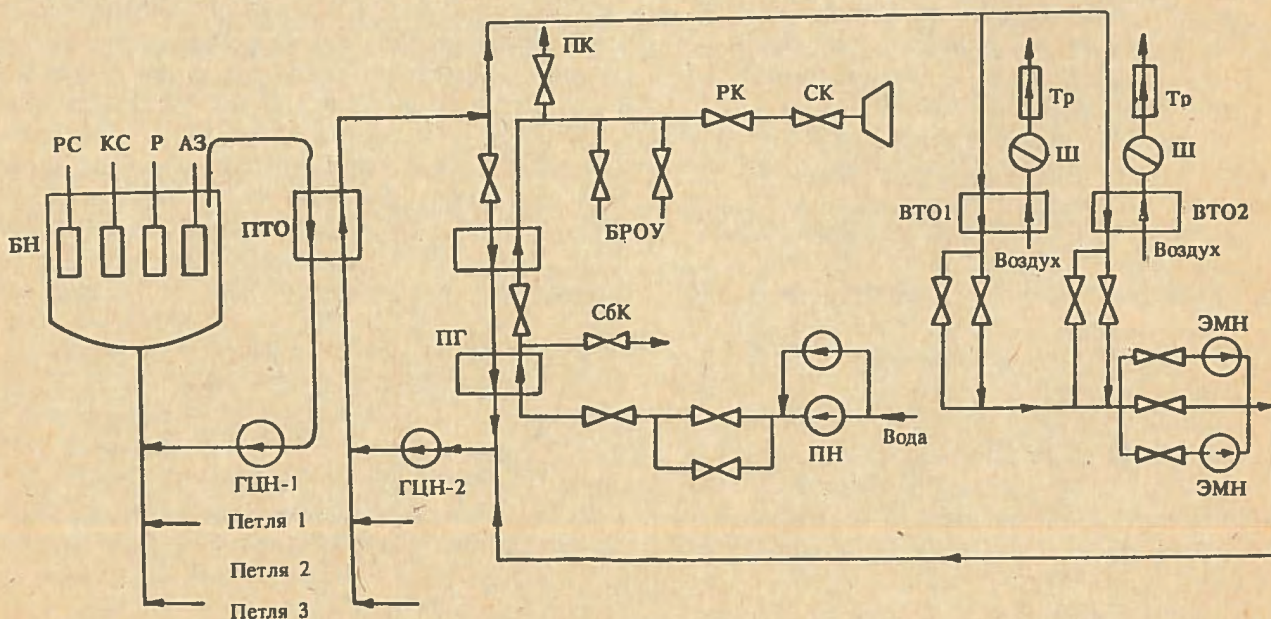 ПК
РК
СК
Тр
Тр
РС
КС
Р
АЗ
Ш
Ш
БН
ПТО
БРОУ
ВТО1
ВТО2
Воздух
Воздух
СбК
ПГ
ЭМН
ПН
Вода
ГЦН-1
ГЦН-2
ЭМН
Петля 1
Петля 2
Петля 3